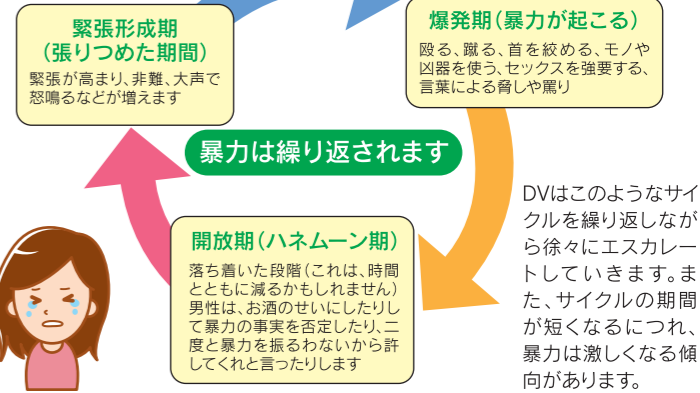 緊張形成期
(張りつめた期間)
緊張が高まり、非難、大声で
怒鳴るなどが増えます
爆発期(暴力が起こる)
殴る、蹴る、首を絞める、モノや
凶器を使う、セックスを強要する、
言葉による脅しや罵り
暴力は繰り返されます
開放期(ハネムーン期)
落ち着いた段階(これは、時間
とともに減るかもしれません)
男性は、お酒のせいにしたりし
て暴力の事実を否定したり、二
度と暴力を振るわないから許
してくれと言ったりします
DVはこのようなサイ
クルを繰り返しなが
ら徐々にエスカレー
トしていきます。ま
た、サイクルの期間
が短くなるにつれ、
暴力は激しくなる傾
向があります。